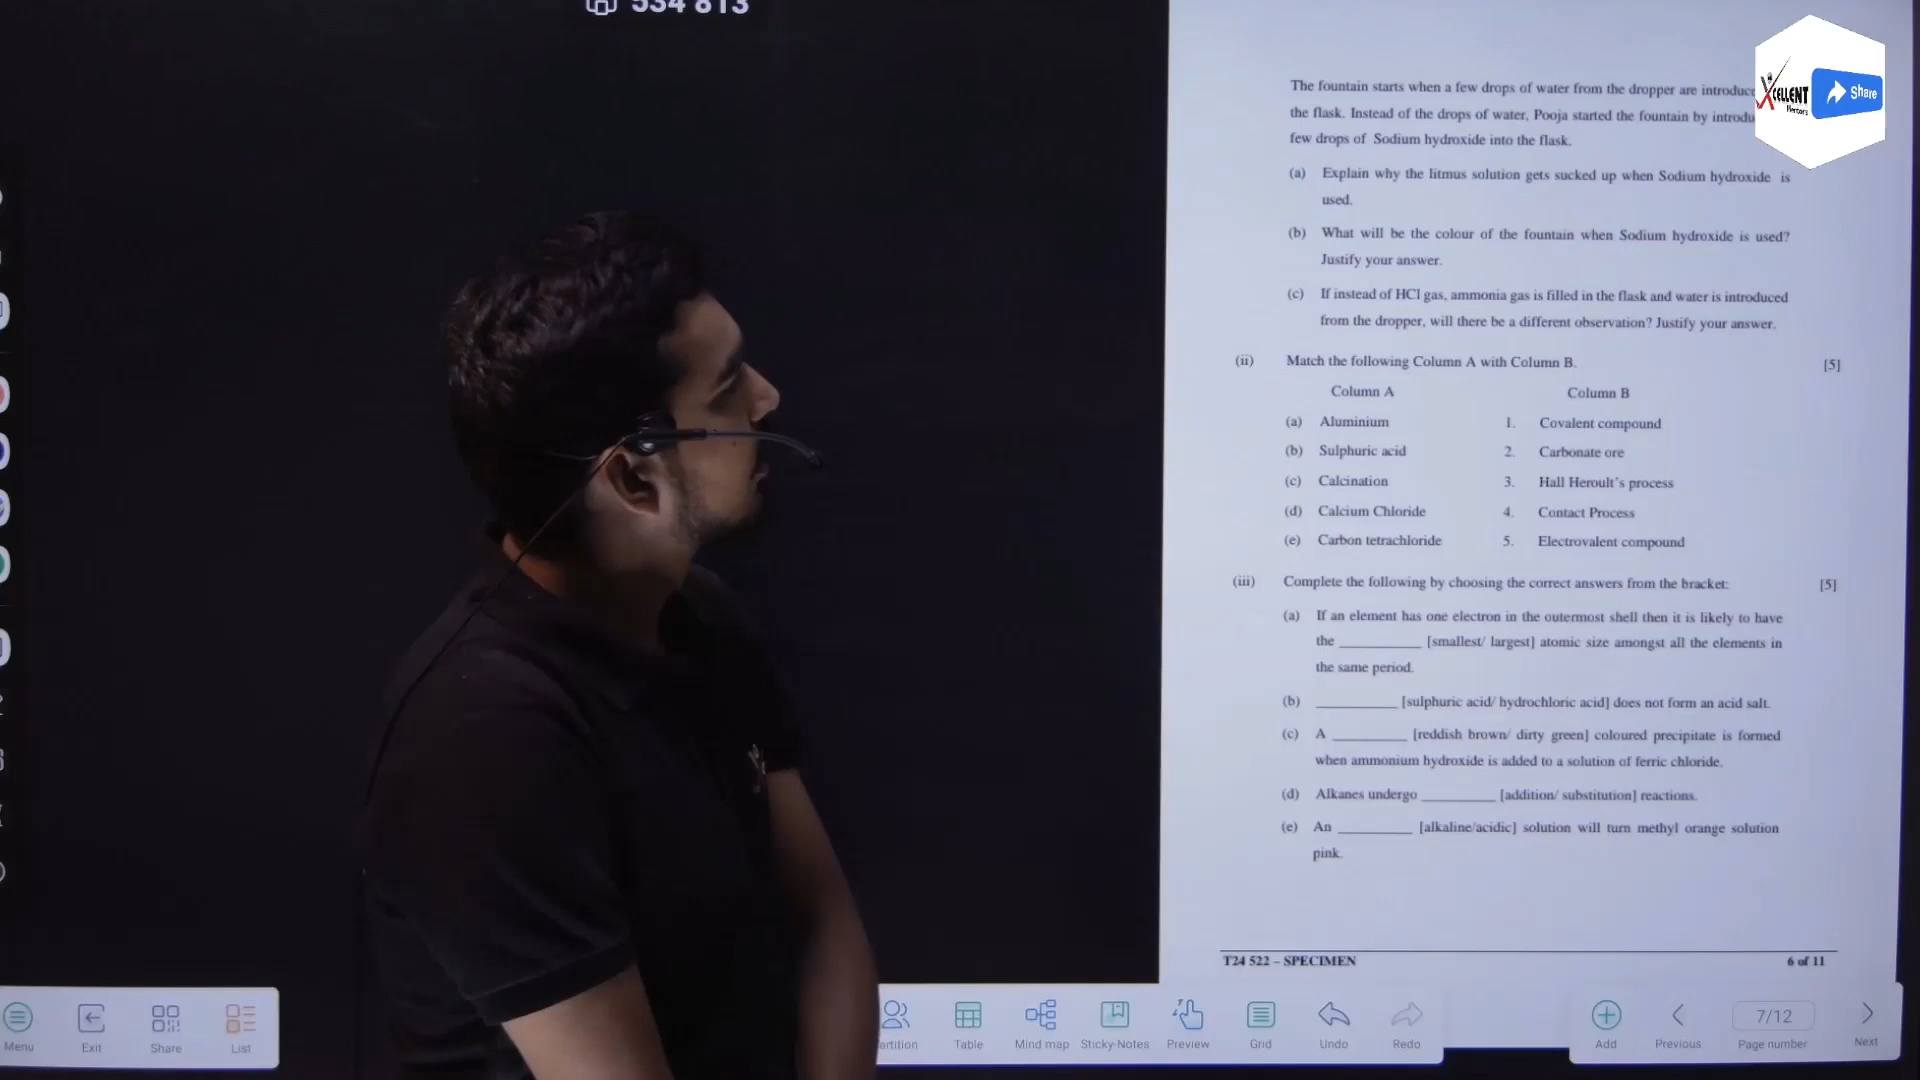 534 813
XCELLENT
Mentors
Share
The fountain starts when a few drops of water from the dropper are
the flask. Instead of the drops of water, Pooja started the fountain by
few drops of Sodium hydroxide into the flask.
(a) Explain why the litmus solution gets sucked up when Sodium hydroxide is
used.
(b) What will be the colour of the fountain when Sodium hydroxide is used?
Justify your answer.
(c) If instead of HCl gas, ammonia gas is filled in the flask and water is introduced
from the dropper, will there be a different observation? Justify your answer.
(ii) Match the following Column A with Column B. [5]
Column A Column B
(a) Aluminium 1. Covalent compound
(b) Sulphuric acid 2. Carbonate ore
(c) Calcination 3. Hall Heroult's process
(d) Calcium Chloride 4. Contact Process
(e) Carbon tetrachloride 5. Electrovalent compound
(iii) Complete the following by choosing the correct answers from the bracket: [5]
(a) If an element has one electron in the outermost shell then it is likely to have
the __________ [smallest/ largest] atomic size amongst all the elements in
the same period.
(b) __________ [sulphuric acid/ hydrochloric acid] does not form an acid salt.
(c) A _________ [reddish brown/ dirty green] coloured precipitate is formed
when ammonium hydroxide is added to a solution of ferric chloride.
(d) Alkanes undergo _________ [addition/ substitution] reactions.
(e) An _________ [alkaline/acidic] solution will turn methyl orange solution
pink.
T24 522 – SPECIMEN 6 of 11
Menu Exit Share List artition Table Mind map Sticky-Notes Preview Grid Undo Redo Add Previous 7/12 Page number Next